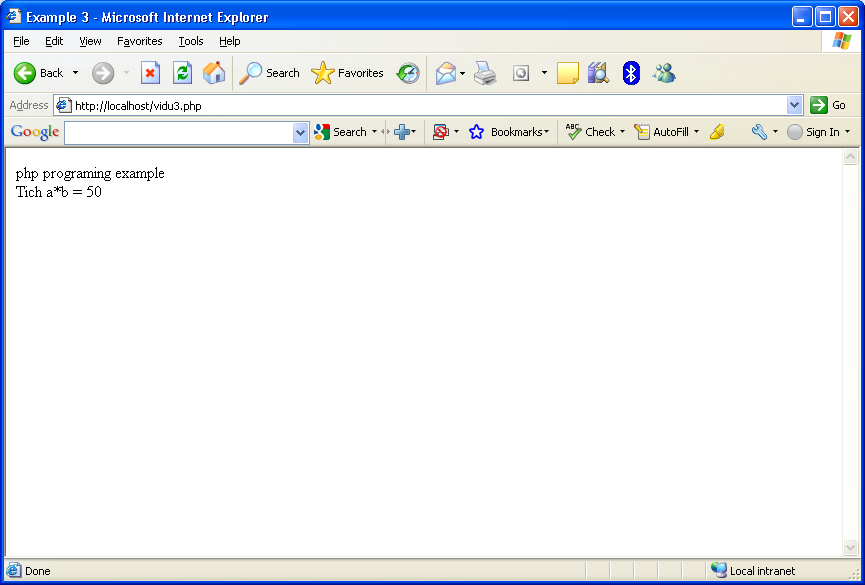 Example 3 - Microsoft Internet Explorer
File Edit View Favorites Tools Help
Back Search Favorites
Address http://localhost/vidu3.php Go
Google Search Bookmarks ABC Check AutoFill Sign In
php programing example
Tich a*b = 50
Done Local intranet